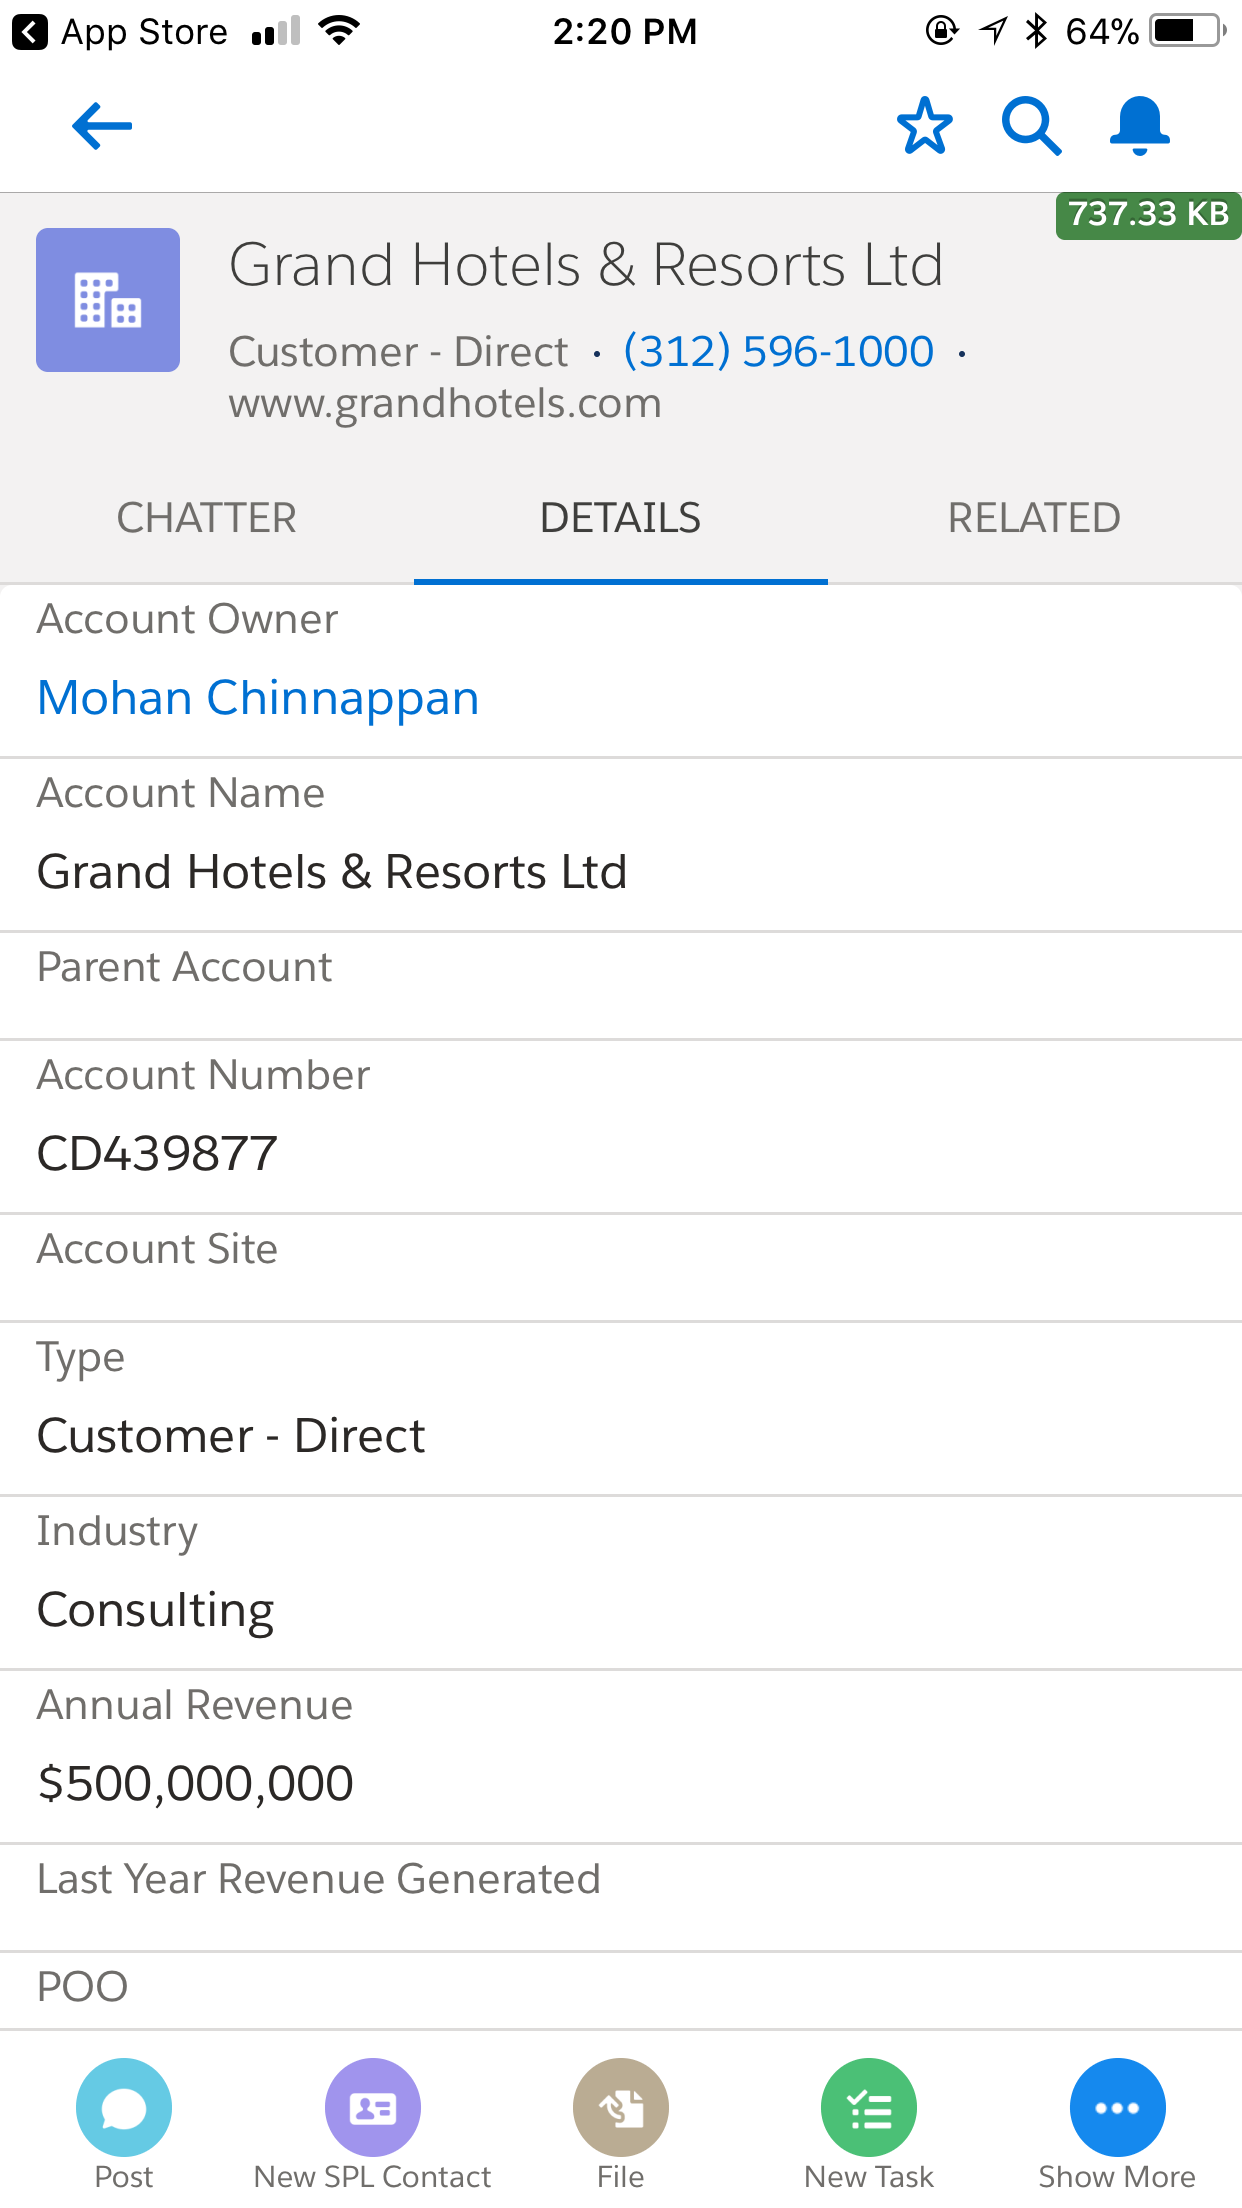 App Store
2:20 PM
64%
737.33 KB
Grand Hotels & Resorts Ltd
Customer - Direct · (312) 596-1000 ·
www.grandhotels.com
CHATTER
DETAILS
RELATED
Account Owner
Mohan Chinnappan
Account Name
Grand Hotels & Resorts Ltd
Parent Account
Account Number
CD439877
Account Site
Type
Customer - Direct
Industry
Consulting
Annual Revenue
$500,000,000
Last Year Revenue Generated
POO
Post
New SPL Contact
File
New Task
Show More